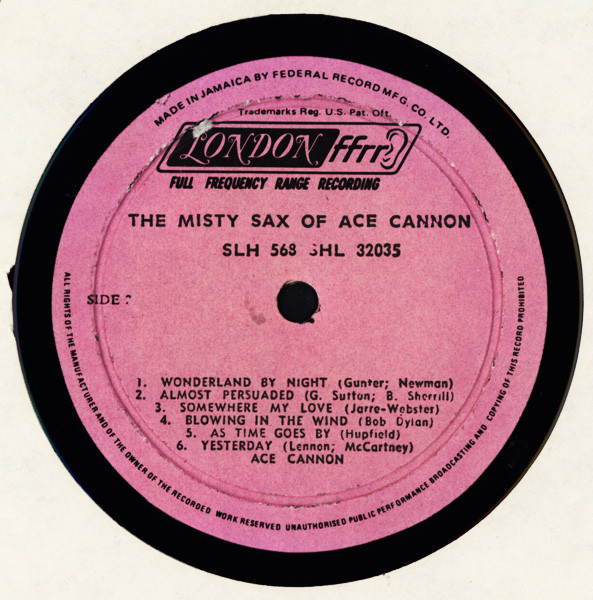 MADE IN JAMAICA BY FEDERAL RECORD MFG. CO. LTD.
Trademarks Reg. U.S. Pat. Off.
LONDON ffrr
FULL FREQUENCY RANGE RECORDING
THE MISTY SAX OF ACE CANNON
SLH 568 SHL 32035
SIDE
1. WONDERLAND BY NIGHT (Gunter; Newman)
2. ALMOST PERSUADED (G. Sutton; B. Sherrill)
3. SOMEWHERE MY LOVE (Jarre-Webster)
4. BLOWING IN THE WIND (Bob Dylan)
5. AS TIME GOES BY (Hupfield)
6. YESTERDAY (Lennon; McCartney)
ACE CANNON
ALL RIGHTS OF THE MANUFACTURER AND OF THE OWNER OF THE RECORDED WORK RESERVED UNAUTHORISED PUBLIC PERFORMANCE BROADCASTING AND COPYING OF THIS RECORD PROHIBITED